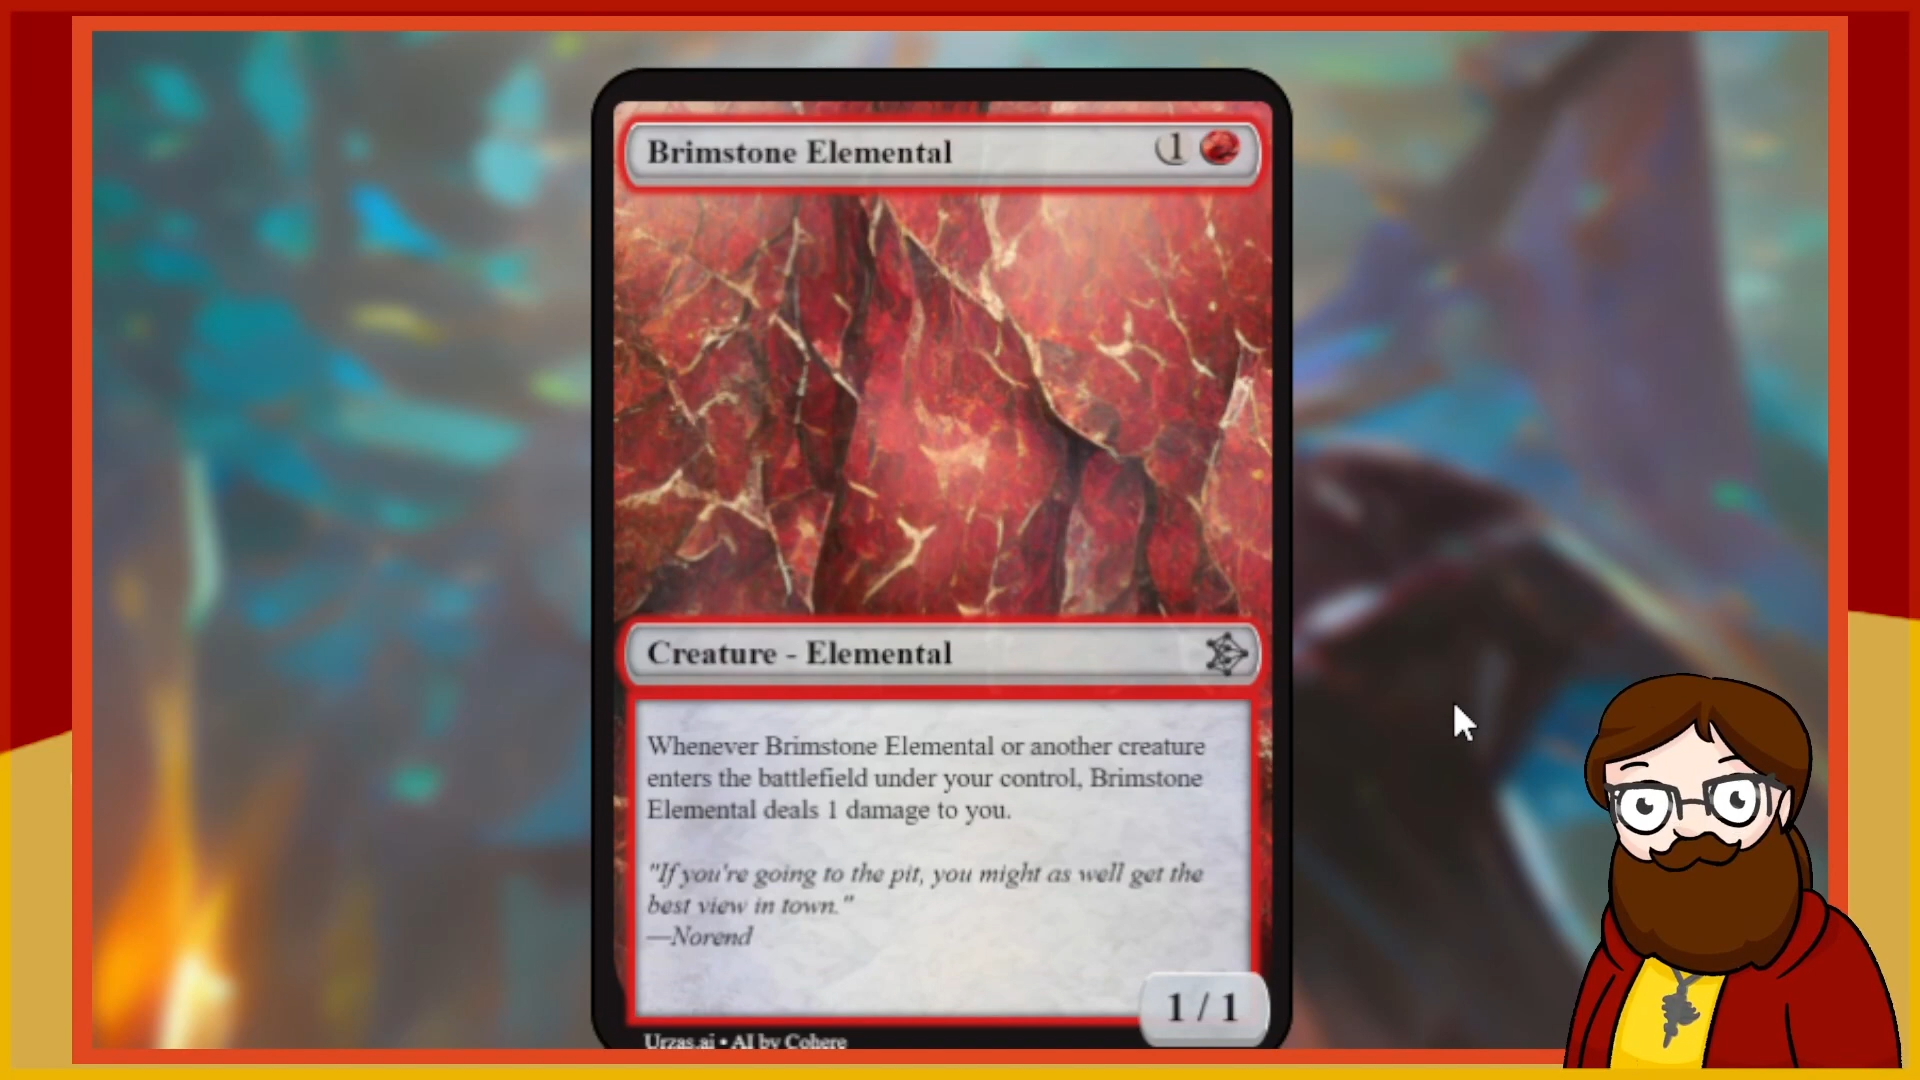 Brimstone Elemental 1
Creature - Elemental
Whenever Brimstone Elemental or another creature
enters the battlefield under your control, Brimstone
Elemental deals 1 damage to you.
"If you're going to the pit, you might as well get the
best view in town."
—Norend
1 / 1
Urzas.ai • AI by Cohere